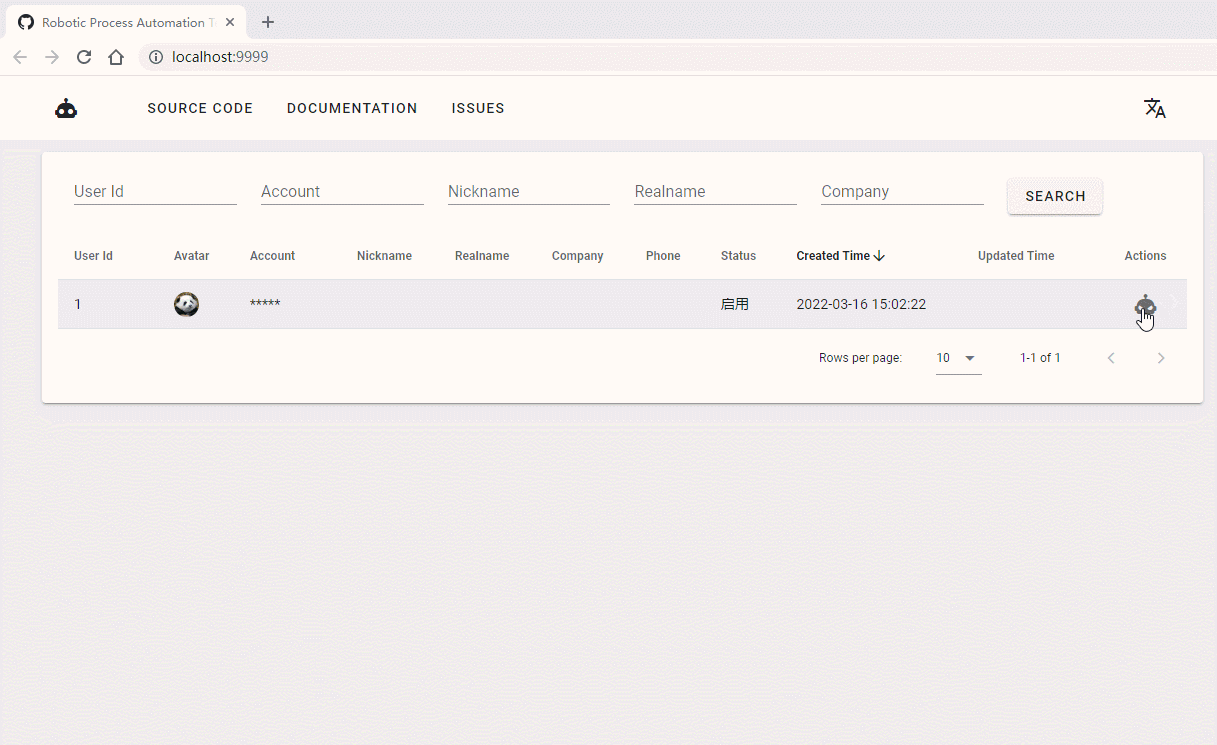 Robotic Process Automation
localhost:9999
SOURCE CODE DOCUMENTATION ISSUES
User Id Account Nickname Realname Company SEARCH
User Id Avatar Account Nickname Realname Company Phone Status Created Time Updated Time Actions
1 ***** 启用 2022-03-16 15:02:22
Rows per page: 10 1-1 of 1